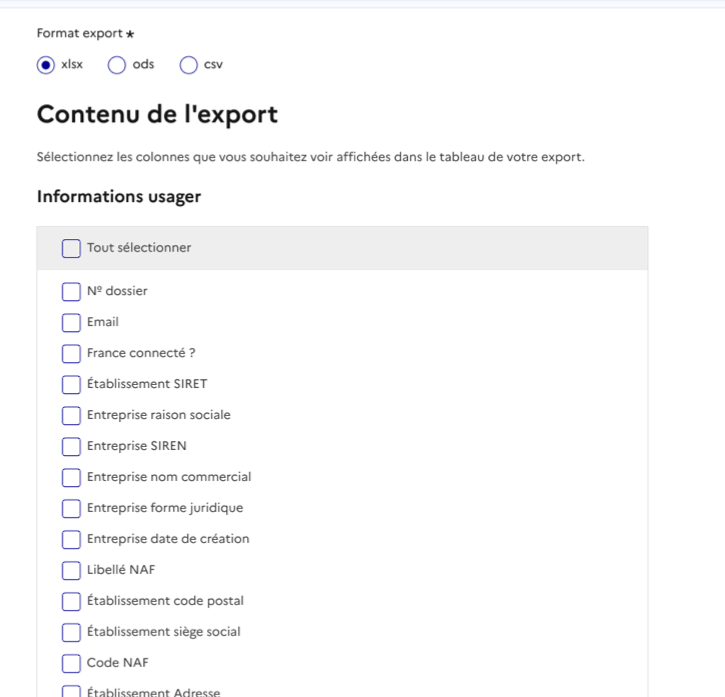 Format export *
xlsx ods csv
Contenu de l'export
Sélectionnez les colonnes que vous souhaitez voir affichées dans le tableau de votre export.
Informations usager
Tout sélectionner
Nº dossier
Email
France connecté ?
Établissement SIRET
Entreprise raison sociale
Entreprise SIREN
Entreprise nom commercial
Entreprise forme juridique
Entreprise date de création
Libellé NAF
Établissement code postal
Établissement siège social
Code NAF
Établissement Adresse